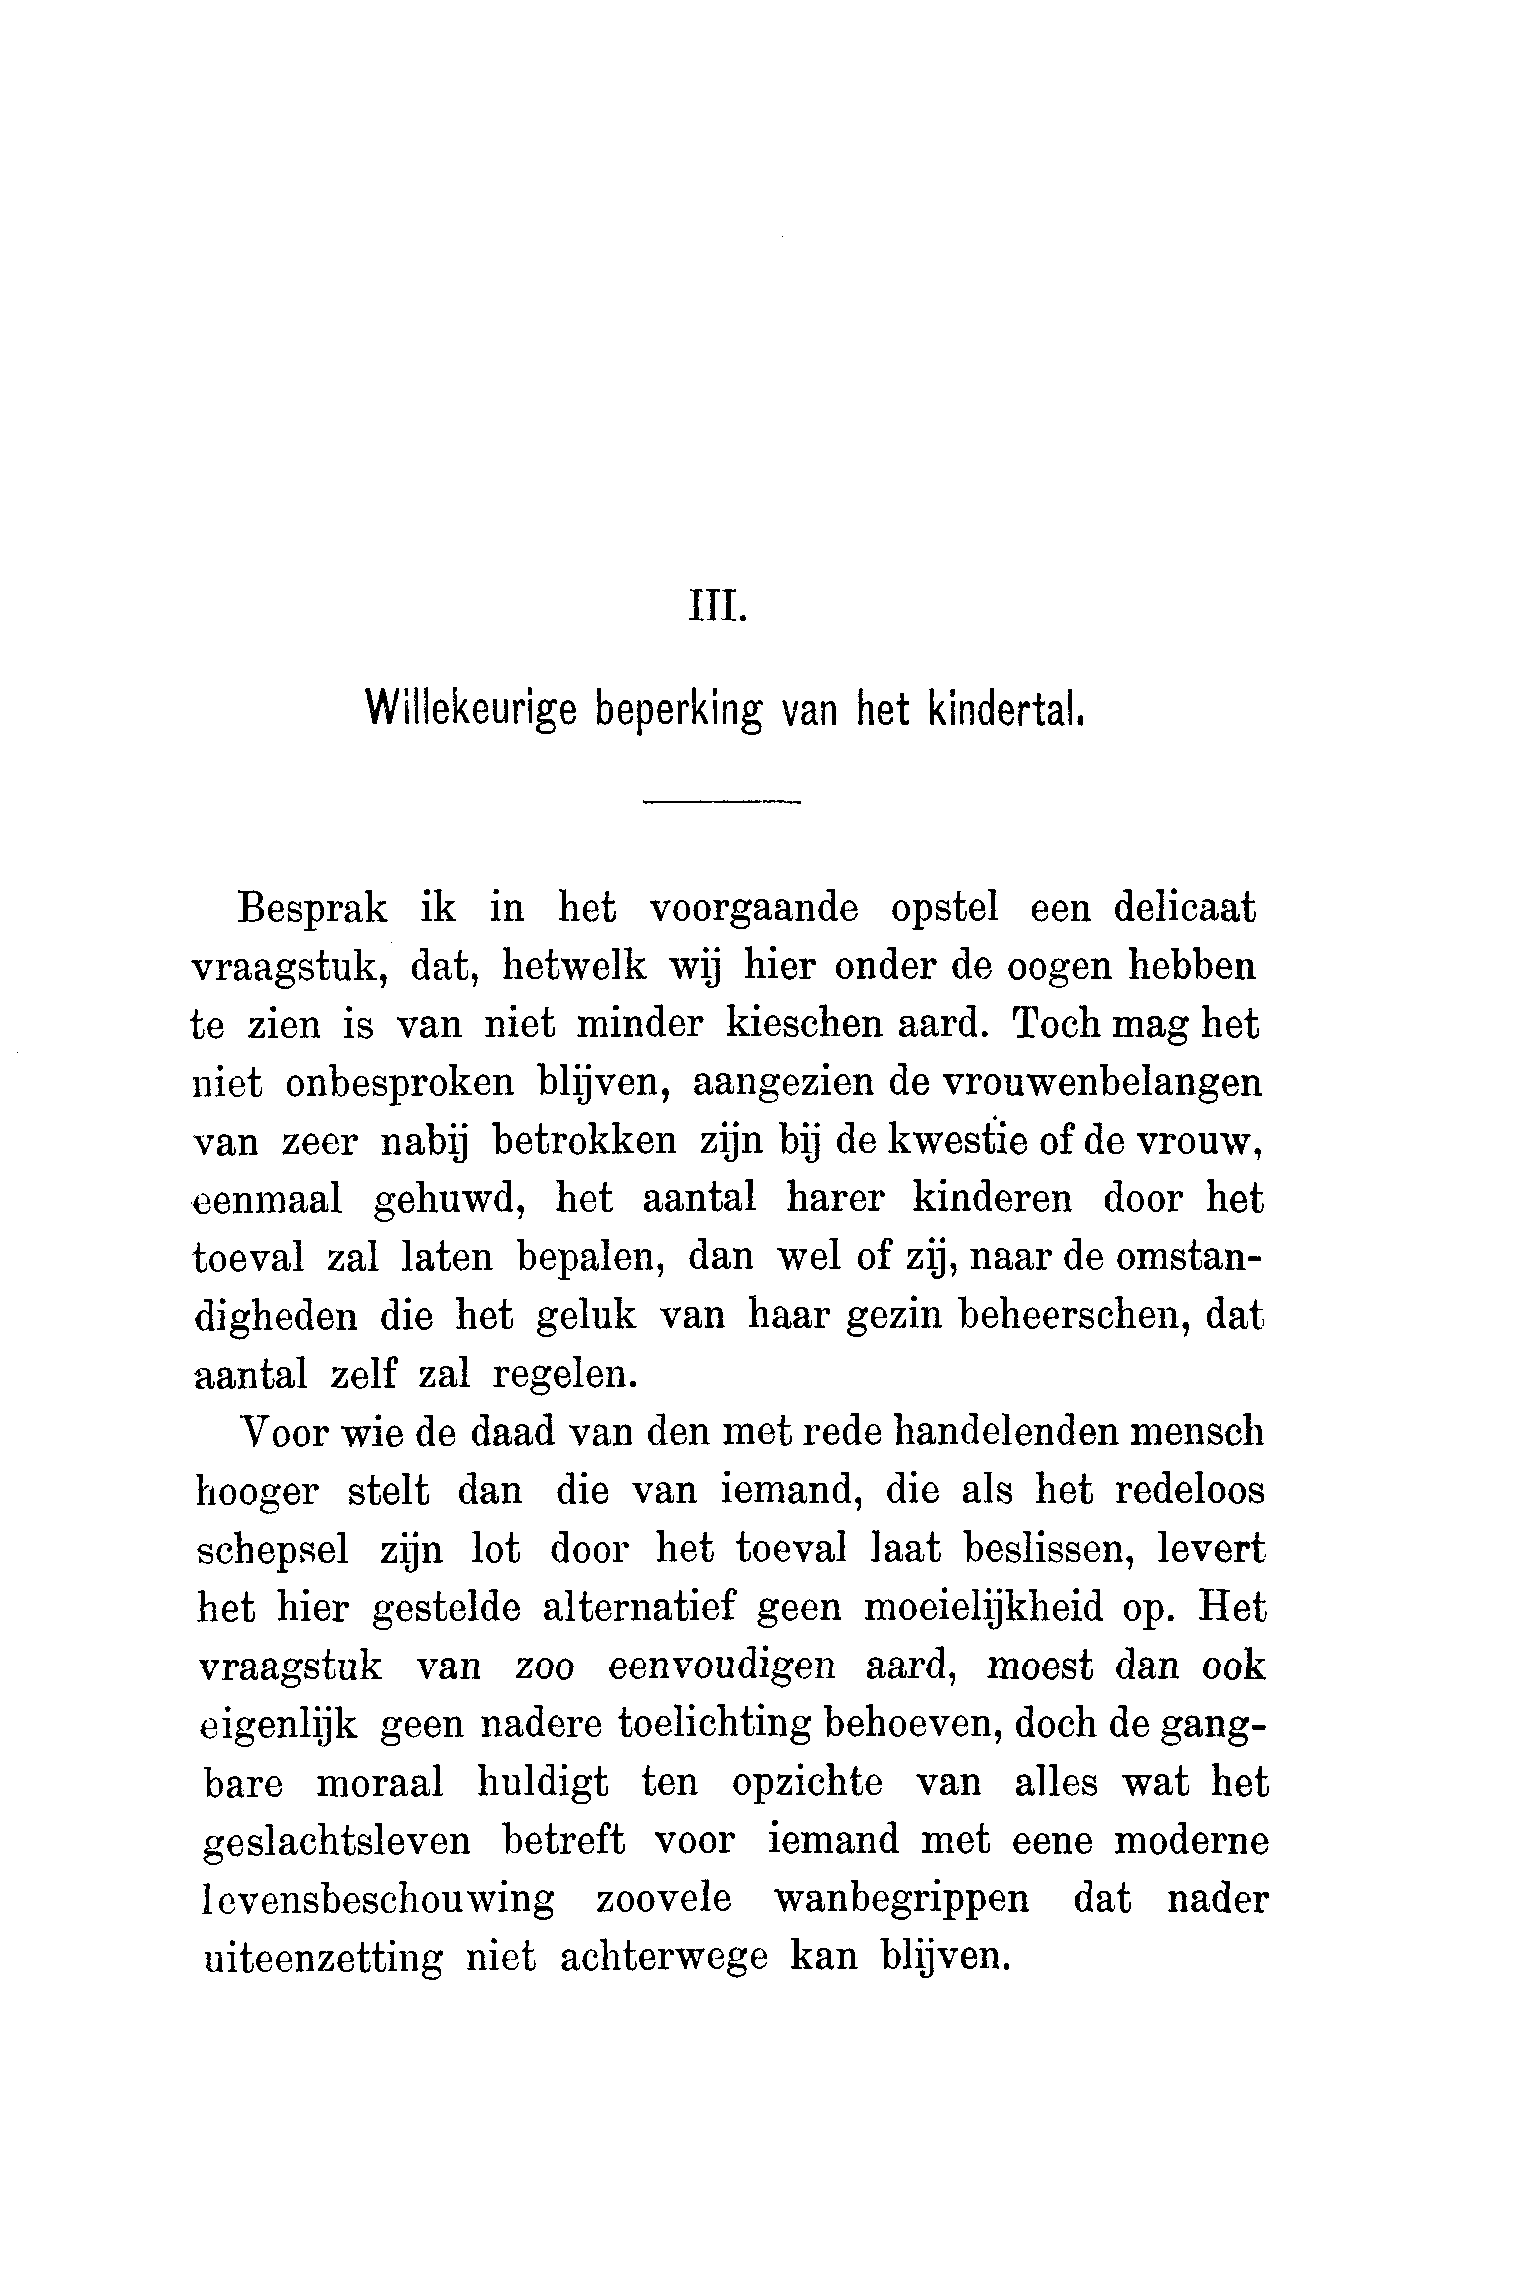 III.
Willekeurige beperking van het kindertal.
Besprak ik in het voorgaande opstel een delicaat
vraagstuk, dat, hetwelk wij hier onder de oogen hebben
te zien is van niet minder kieschen aard. Toch mag het
niet onbesproken blijven, aangezien de vrouwenbelangen
van zeer nabij betrokken zijn bij de kwestie of de vrouw,
eenmaal gehuwd, het aantal harer kinderen door het
toeval zal laten bepalen, dan wel of zij, naar de omstan-
digheden die het geluk van haar gezin beheerschen, dat
aantal zelf zal regelen.
Voor wie de daad van den met rede handelenden mensch
hooger stelt dan die van iemand, die als het redeloos
schepsel zijn lot door het toeval laat beslissen, levert
het hier gestelde alternatief geen moeielijkheid op. Het
vraagstuk van zoo eenvoudigen aard, moest dan ook
eigenlijk geen nadere toelichting behoeven, doch de gang-
bare moraal huldigt ten opzichte van alles wat het
geslachtsleven betreft voor iemand met eene moderne
levensbeschouwing zoovele wanbegrippen dat nader
uiteenzetting niet achterwege kan blijven.